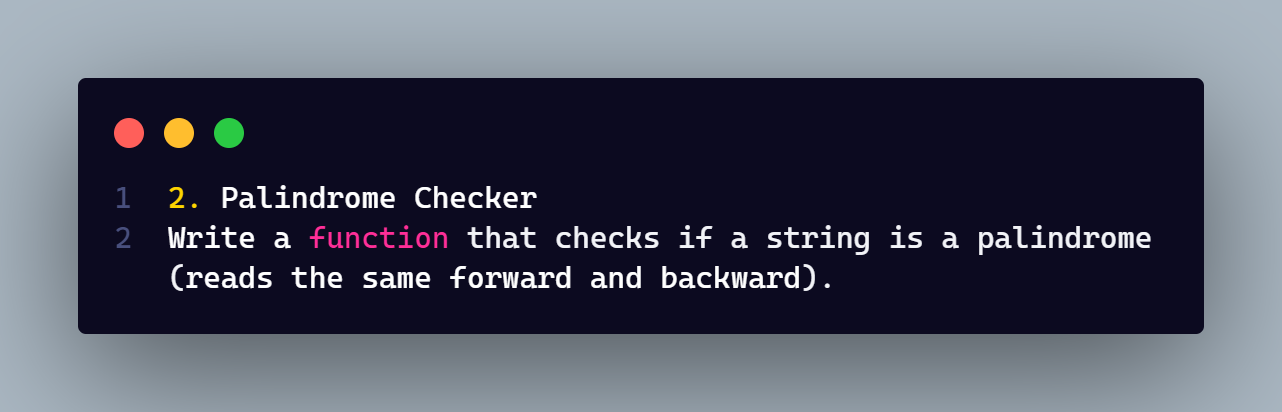 1 2. Palindrome Checker
2 Write a function that checks if a string is a palindrome
(reads the same forward and backward).